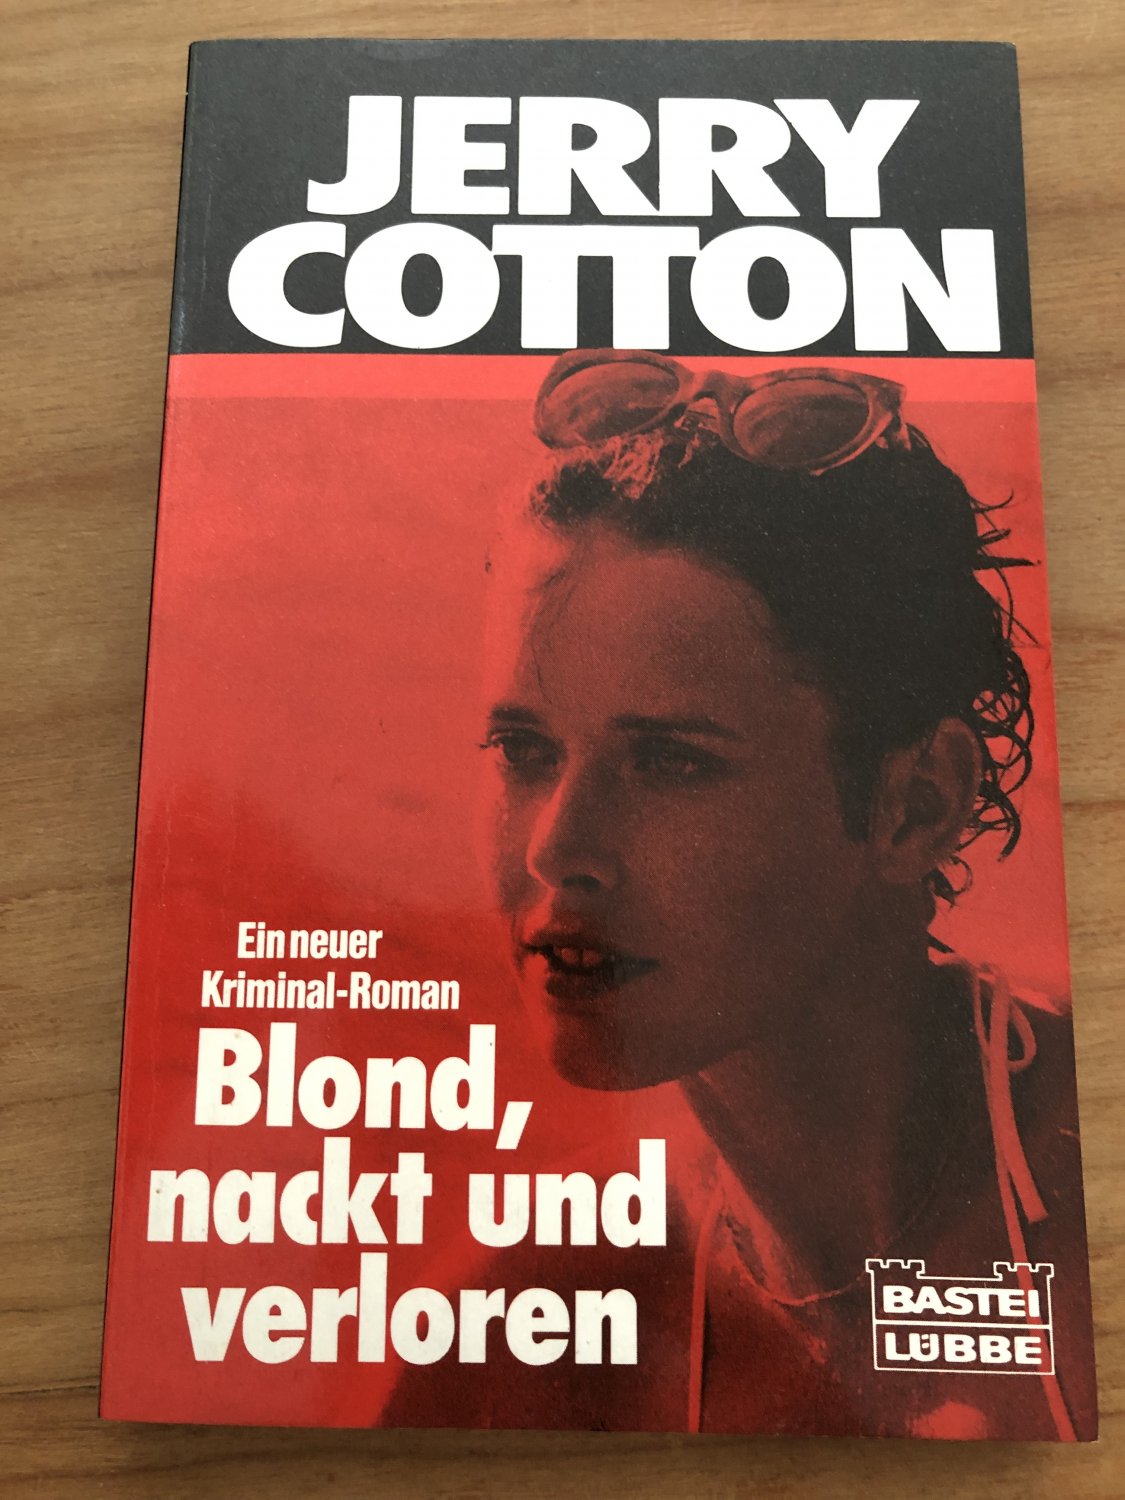 JERRY
COTTON
Ein neuer
Kriminal-Roman
Blond,
nackt und
verloren
BASTEI
LÜBBE